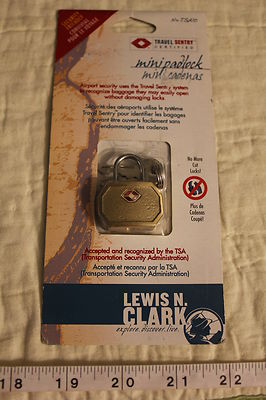 TRAVEL SENTRY
CERTIFIED
mini padlock
mini cadenas
Airport security uses the Travel Sentry system
to recognize baggage they may easily open
without damaging locks.
Sécurité des aéroports utilise le système
Travel Sentry pour identifier les bagages
pouvant être ouverts facilement sans
endommager les cadenas.
No More
Cut
Locks!
Plus de
Cadenas
Coupé!
Accepted and recognized by the TSA
(Transportation Security Administration)
Accepté et reconnu par la TSA
(Transportation Security Administration)
LEWIS N.
CLARK
explore.discover.live.
18 19 20 21 22